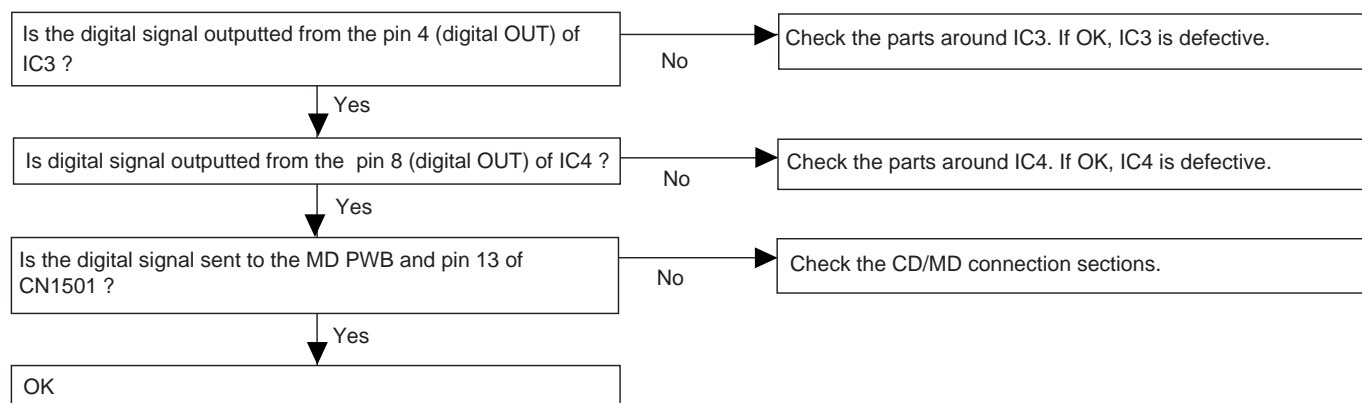 Is the digital signal outputted from the pin 4 (digital OUT) of
IC3 ?
No
Check the parts around IC3. If OK, IC3 is defective.
Yes
Is digital signal outputted from the pin 8 (digital OUT) of IC4 ?
No
Check the parts around IC4. If OK, IC4 is defective.
Yes
Is the digital signal sent to the MD PWB and pin 13 of
CN1501 ?
No
Check the CD/MD connection sections.
Yes
OK